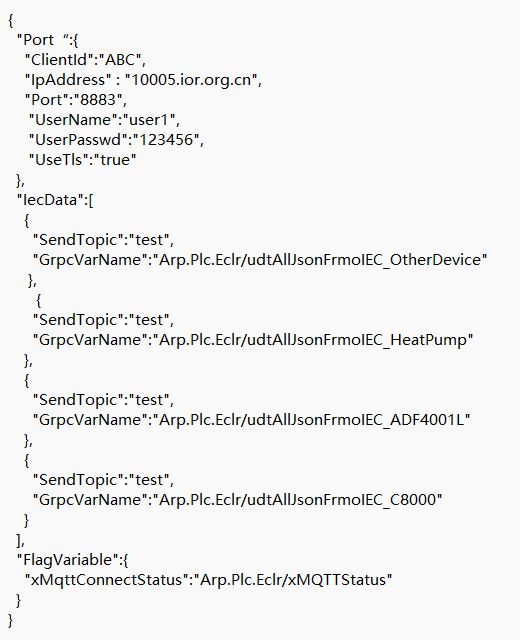 {
"Port “:{
"ClientId":"ABC",
"IpAddress" : "10005.ior.org.cn",
"Port":"8883",
"UserName":"user1",
"UserPasswd":"123456",
"UseTls":"true"
},
"IecData":[
{
"SendTopic":"test",
"GrpcVarName":"Arp.Plc.Eclr/udtAllJsonFrmoIEC_OtherDevice"
},
{
"SendTopic":"test",
"GrpcVarName":"Arp.Plc.Eclr/udtAllJsonFrmoIEC_HeatPump"
},
{
"SendTopic":"test",
"GrpcVarName":"Arp.Plc.Eclr/udtAllJsonFrmoIEC_ADF4001L"
},
{
"SendTopic":"test",
"GrpcVarName":"Arp.Plc.Eclr/udtAllJsonFrmoIEC_C8000"
}
],
"FlagVariable":{
"xMqttConnectStatus":"Arp.Plc.Eclr/xMQTTStatus"
}
}